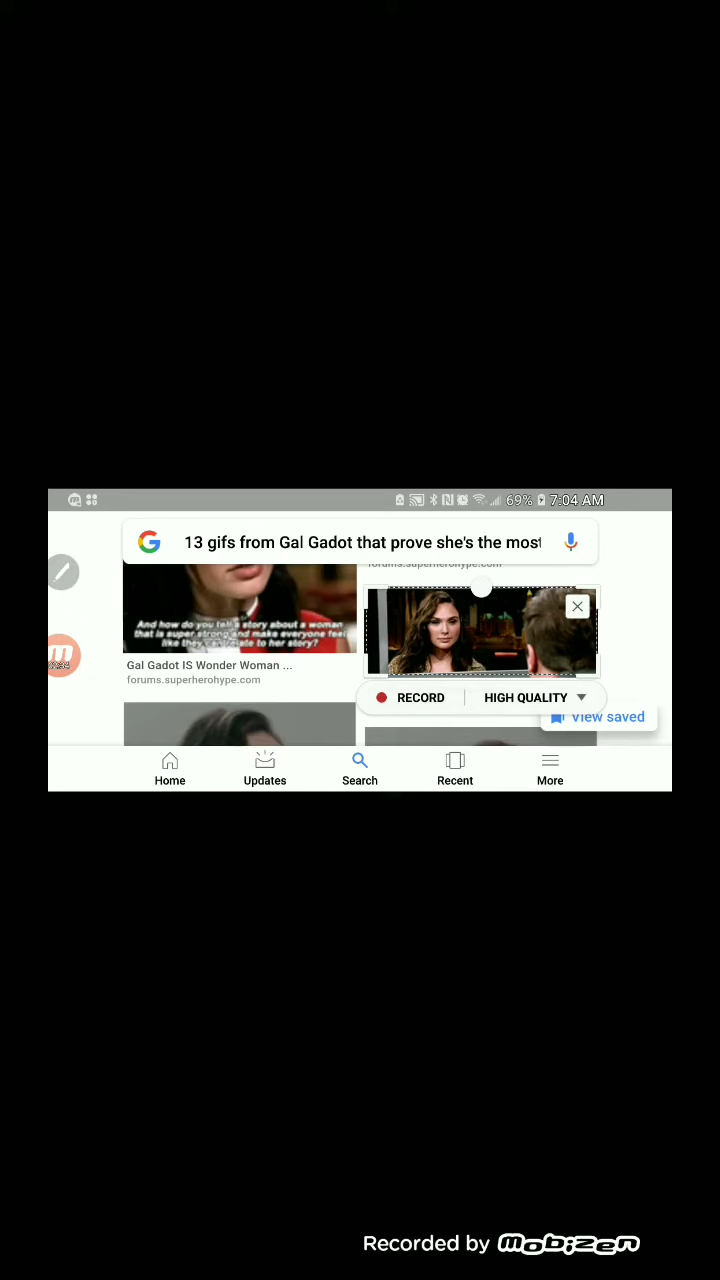 69% 7:04 AM
13 gifs from Gal Gadot that prove she's the most
forums.superherohype.com
And how do you tell a story about a woman
that is super strong and make everyone feel
like they can relate to her story?
Gal Gadot IS Wonder Woman ...
forums.superherohype.com
RECORD
HIGH QUALITY
View saved
Home
Updates
Search
Recent
More
Recorded by mobizen